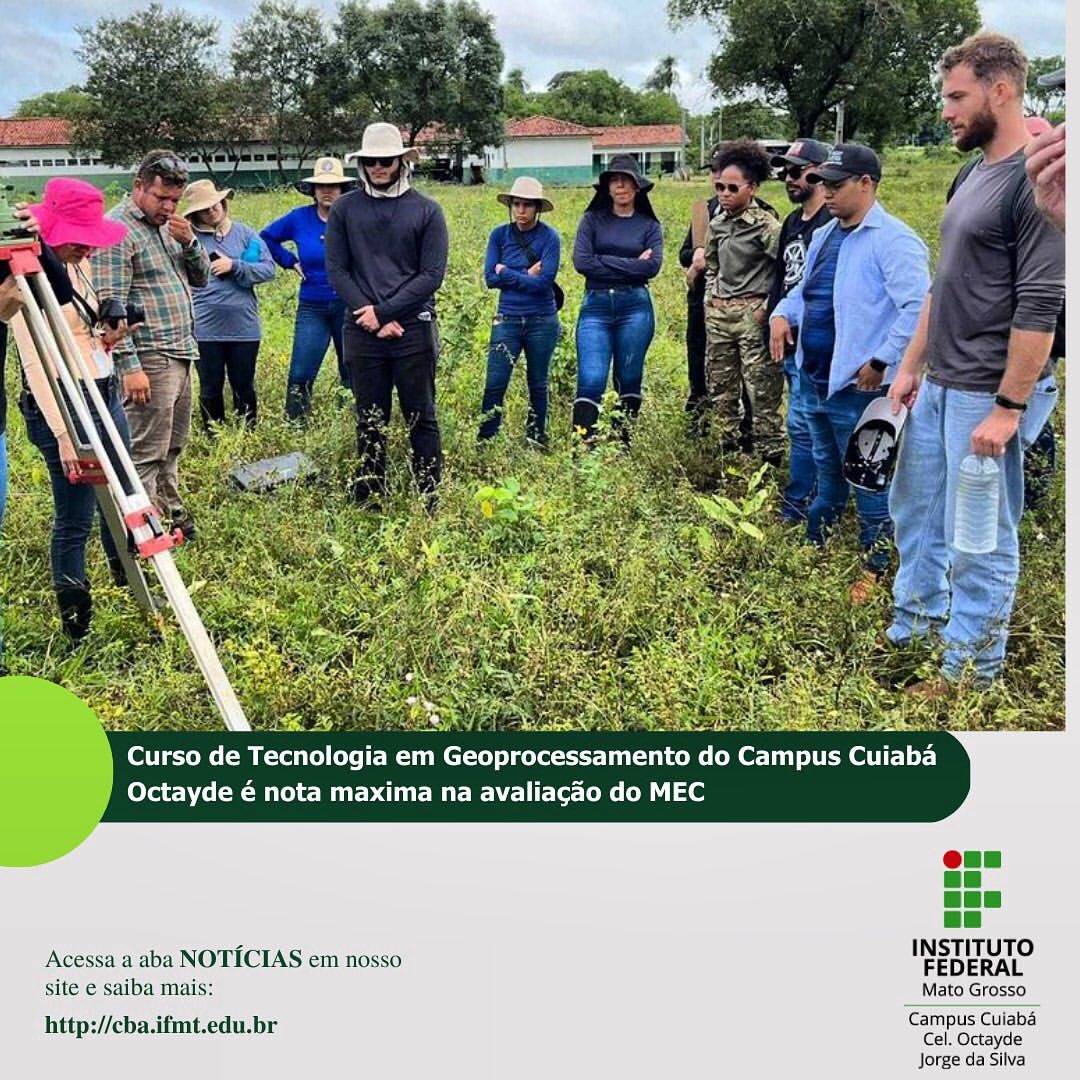 Curso de Tecnologia em Geoprocessamento do Campus Cuiabá
Octayde é nota maxima na avaliação do MEC
Acessa a aba NOTÍCIAS em nosso
site e saiba mais:
http://cba.ifmt.edu.br
INSTITUTO
FEDERAL
Mato Grosso
Campus Cuiabá
Cel. Octayde
Jorge da Silva